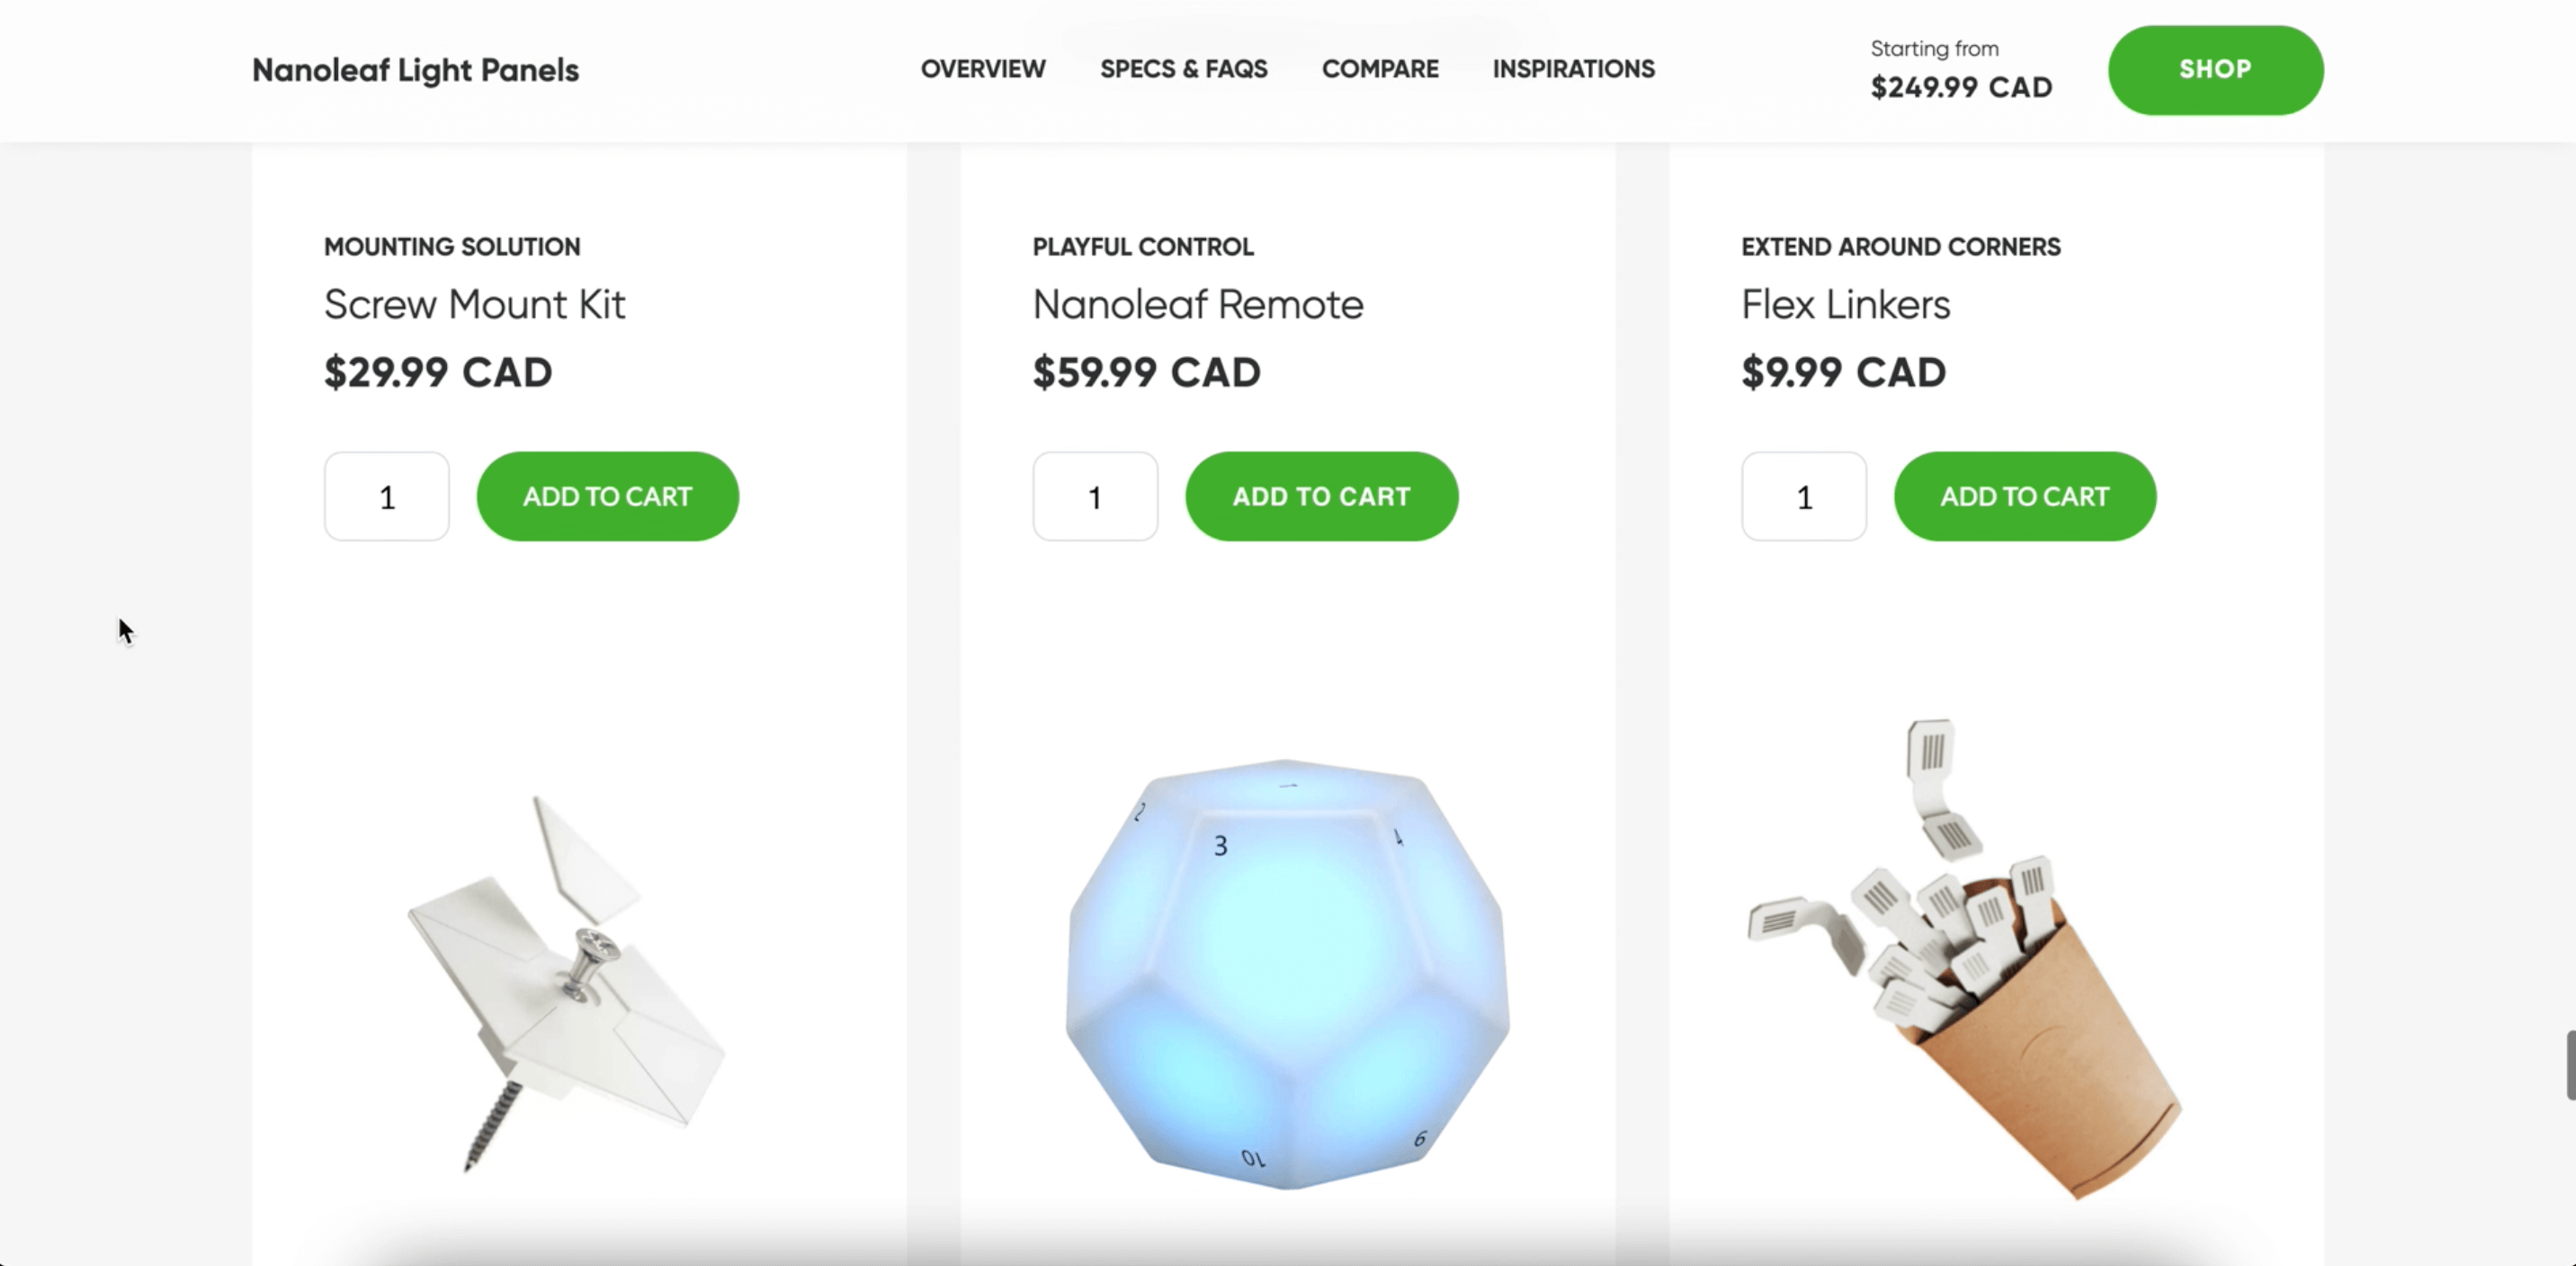 Nanoleaf Light Panels
OVERVIEW SPECS & FAQS COMPARE INSPIRATIONS
Starting from
$249.99 CAD
SHOP
MOUNTING SOLUTION
Screw Mount Kit
$29.99 CAD
1 ADD TO CART
PLAYFUL CONTROL
Nanoleaf Remote
$59.99 CAD
1 ADD TO CART
EXTEND AROUND CORNERS
Flex Linkers
$9.99 CAD
1 ADD TO CART
1
2
3
4
10
9